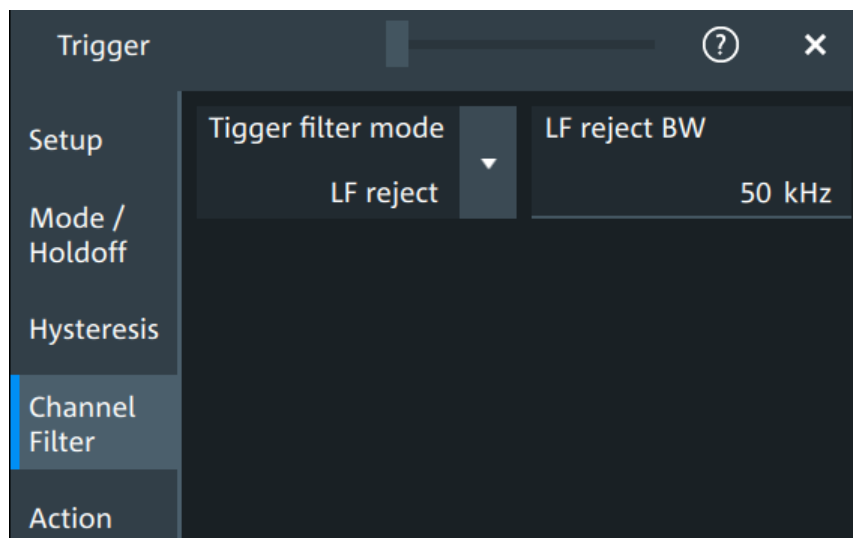 Trigger
?
Setup
Mode /
Holdoff
Hysteresis
Channel
Filter
Action
Tigger filter mode
LF reject
LF reject BW
50 kHz